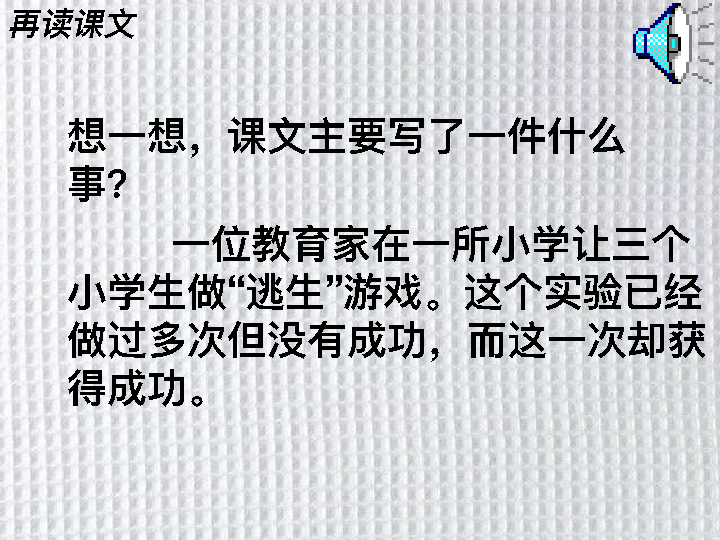 再读课文
想一想，课文主要写了一件什么
事？
一位教育家在一所小学让三个
小学生做“逃生”游戏。这个实验已经
做过多次但没有成功，而这一次却获
得成功。